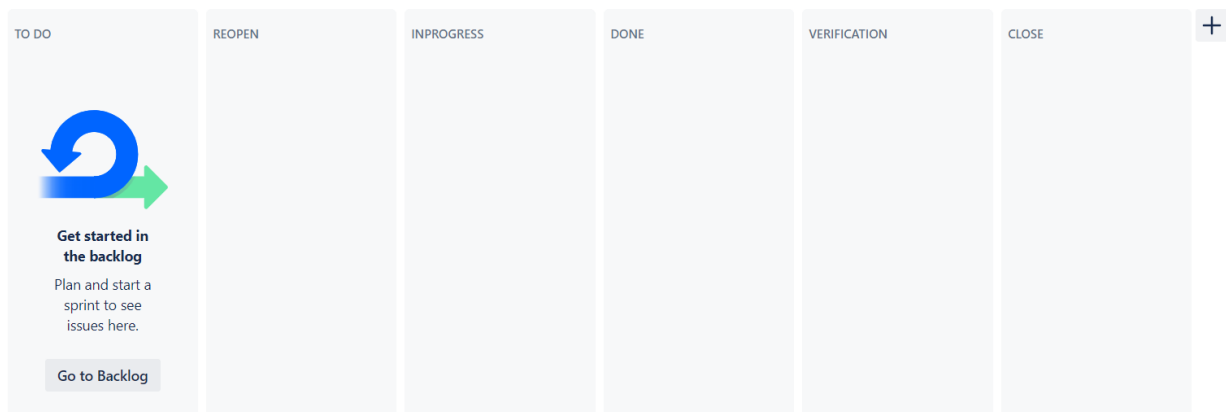 TO DO
REOPEN
INPROGRESS
DONE
VERIFICATION
CLOSE
Get started in
the backlog
Plan and start a
sprint to see
issues here.
Go to Backlog